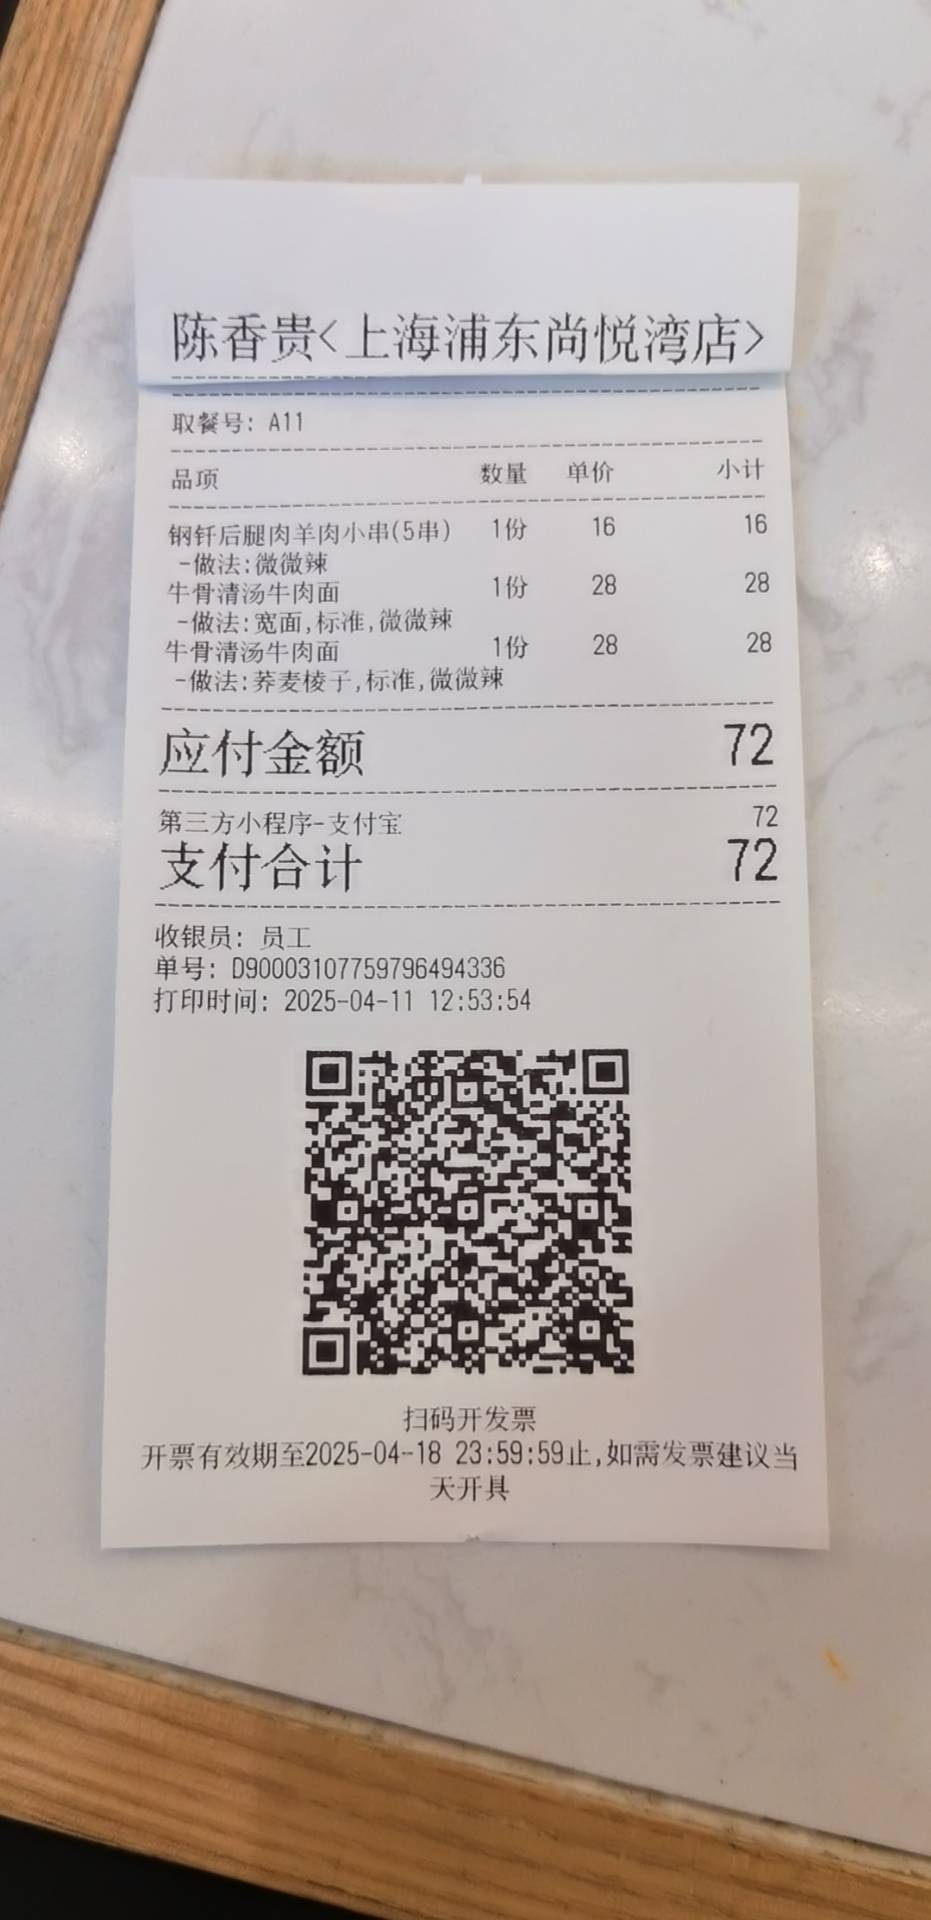 陈香贵<上海浦东尚悦湾店>
取餐号: A11
品项 数量 单价 小计
钢钎后腿肉羊肉小串(5串) 1份 16 16
-做法:微微辣
牛骨清汤牛肉面 1份 28 28
-做法:宽面,标准,微微辣
牛骨清汤牛肉面 1份 28 28
-做法:荞麦棱子,标准,微微辣
应付金额 72
第三方小程序-支付宝 72
支付合计 72
收银员: 员工
单号: D90003107759796494336
打印时间: 2025-04-11 12:53:54
扫码开发票
开票有效期至2025-04-18 23:59:59止,如需发票建议当
天开具